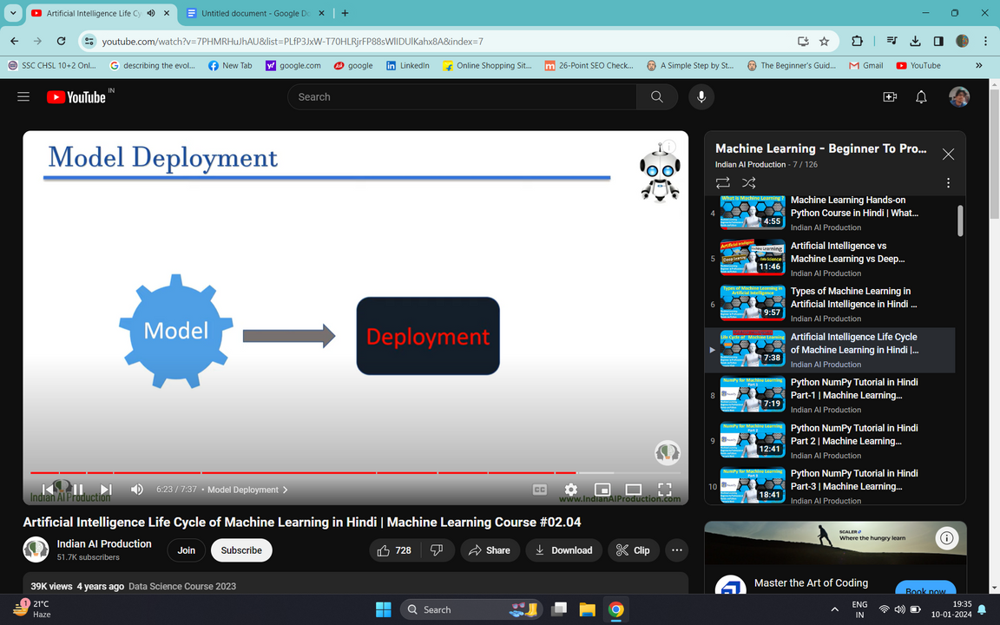 Artificial Intelligence Life Cy
Untitled document - Google Do
youtube.com/watch?v=7PHMRHuJhAU&list=PLfP3JxW-T70HLRjrFP88sWlIDUlKahx8A&index=7
SSC CHSL 10+2 Onl...
describing the evol...
New Tab
google.com
google
LinkedIn
Online Shopping Sit...
26-Point SEO Check...
A Simple Step by St...
The Beginner's Guid...
Gmail
YouTube
YouTube IN
Search
Model Deployment
Model
Deployment
6:23 / 7:37 • Model Deployment
CC
Indian AI Production
www.IndianAIProduction.com
Artificial Intelligence Life Cycle of Machine Learning in Hindi | Machine Learning Course #02.04
Indian AI Production
51.7K subscribers
Join
Subscribe
728
Share
Download
Clip
39K views 4 years ago Data Science Course 2023
Machine Learning - Beginner To Pro...
Indian AI Production - 7 / 126
4
4:55
Machine Learning Hands-on
Python Course in Hindi | What...
Indian AI Production
5
11:46
Artificial Intelligence vs
Machine Learning vs Deep...
Indian AI Production
6
9:57
Types of Machine Learning in
Artificial Intelligence in Hindi ...
Indian AI Production
7:38
Artificial Intelligence Life Cycle
of Machine Learning in Hindi |...
Indian AI Production
8
7:19
Python NumPy Tutorial in Hindi
Part-1 | Machine Learning...
Indian AI Production
9
12:41
Python NumPy Tutorial in Hindi
Part 2 | Machine Learning...
Indian AI Production
10
18:41
Python NumPy Tutorial in Hindi
Part-3 | Machine Learning...
Indian AI Production
SCALER
Where the hungry learn
Master the Art of Coding
Book now
1
21°C
Haze
Search
ENG
IN
19:35
10-01-2024